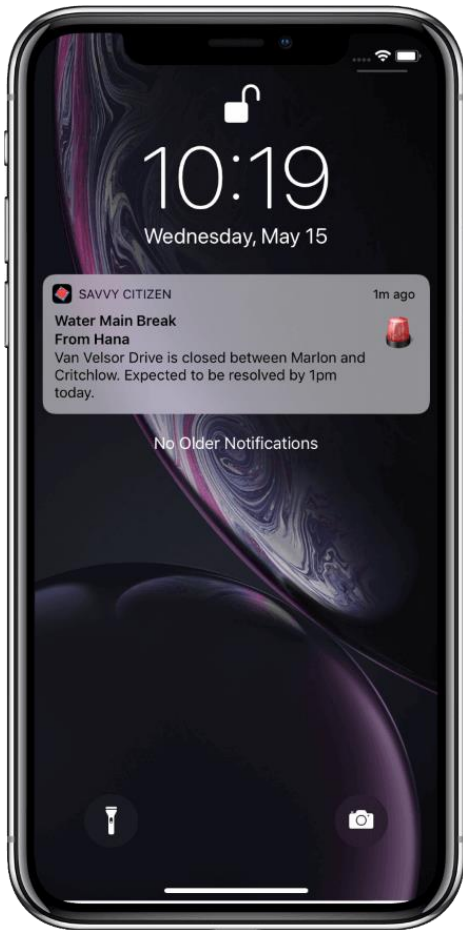 10:19
Wednesday, May 15
SAVVY CITIZEN 1m ago
Water Main Break
From Hana
Van Velsor Drive is closed between Marlon and
Critchlow. Expected to be resolved by 1pm
today.
No Older Notifications